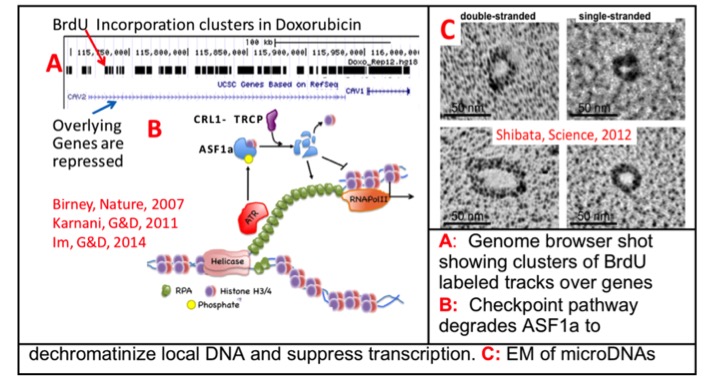 BrdU Incorporation clusters in Doxorubicin
A
100 kb
115,750,000| 115,800,000| 115,850,000| 115,900,000| 115,950,000| 116,000,00
Doxo_Rep12.hg18
UCSC Genes Based on RefSeq
CAV2
CAV1
Overlying
Genes are
repressed
B
CRL1- TRCP
ASF1a
Birney, Nature, 2007
Karnani, G&D, 2011
Im, G&D, 2014
ATR
RNAPolII
Helicase
RPA
Histone H3/4
Phosphate
C
double-stranded
single-stranded
50 nm
50 nm
Shibata, Science, 2012
50 nm
50 nm
A: Genome browser shot
showing clusters of BrdU
labeled tracks over genes
B: Checkpoint pathway
degrades ASF1a to
dechromatinize local DNA and suppress transcription. C: EM of microDNAs